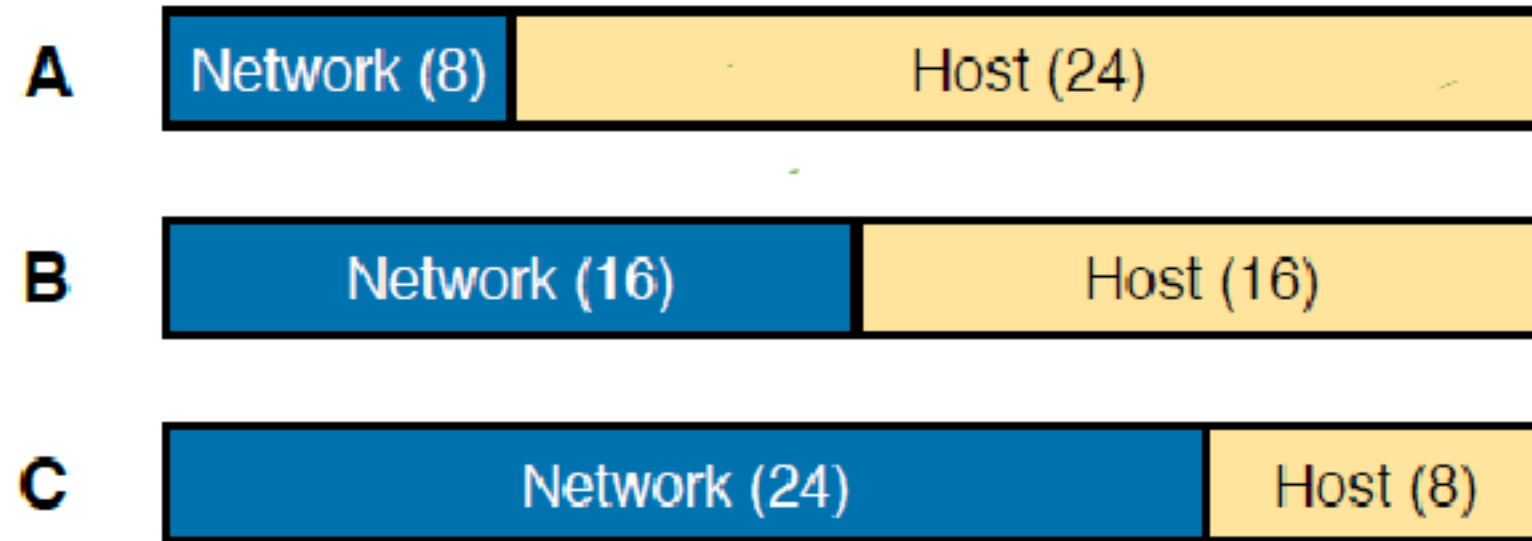 A Network (8) Host (24)
B Network (16) Host (16)
C Network (24) Host (8)